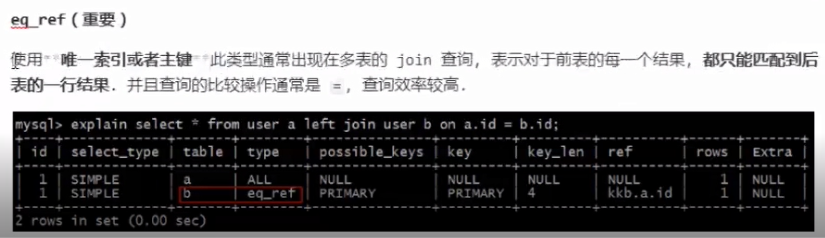 eq_ref（重要）
使用**唯一索引或者主键**此类型通常出现在多表的 join 查询，表示对于前表的每一个结果，都只能匹配到后
表的一行结果．并且查询的比较操作通常是 =，查询效率较高．
mysql> explain select * from user a left join user b on a.id = b.id;
+----+-------------+-------+--------+---------------+---------+---------+----------+------+-------+
| id | select_type | table | type | possible_keys | key | key_len | ref | rows | Extra |
+----+-------------+-------+--------+---------------+---------+---------+----------+------+-------+
| 1 | SIMPLE | a | ALL | NULL | NULL | NULL | NULL | 1 | NULL |
| 1 | SIMPLE | b | eq_ref | PRIMARY | PRIMARY | 4 | kkb.a.id | 1 | NULL |
+----+-------------+-------+--------+---------------+---------+---------+----------+------+-------+
2 rows in set (0.00 sec)